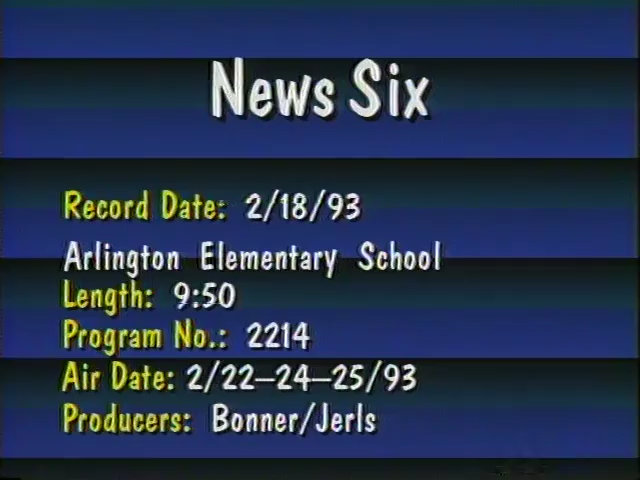 News Six
Record Date: 2/18/93
Arlington Elementary School
Length: 9:50
Program No.: 2214
Air Date: 2/22–24–25/93
Producers: Bonner/Jerls